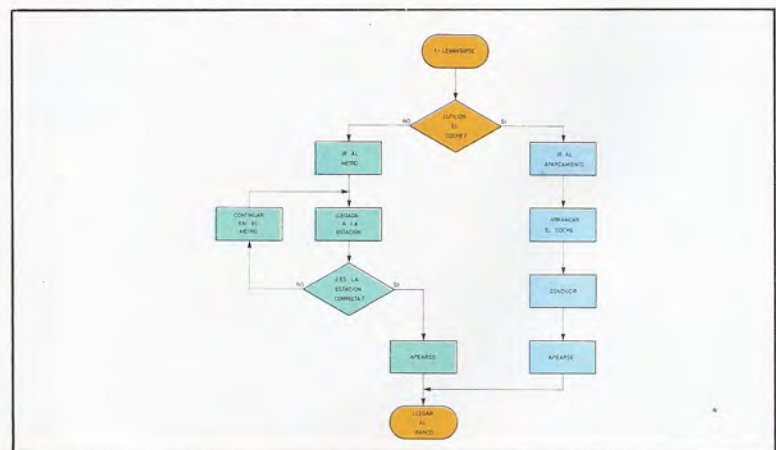 1- LEVANTARSE
¿UTILIZO
EL
COCHE?
NO
SI
IR AL
METRO
IR AL
APARCAMIENTO
CONTINUAR
EN EL
METRO
LLEGADA
A LA
ESTACION
ARRANCAR
EL COCHE
¿ES LA
ESTACION
CORRECTA?
NO
SI
CONDUCIR
APEARSE
APEARSE
LLEGAR
AL
BANCO